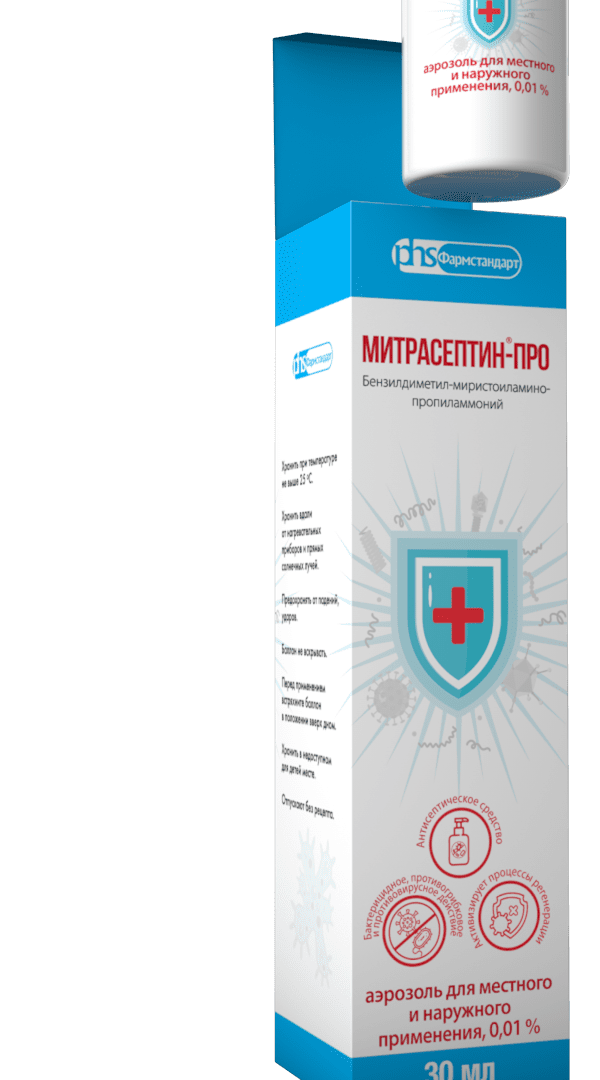 аэрозоль для местного
и наружного
применения, 0,01 %
phs Фармстандарт
МИТРАСЕПТИН®-ПРО
Бензилдиметил-миристоиламино-
пропиламмоний
phs Фармстандарт
Хранить при температуре
не выше 25 °С.
Хранить вдали
от нагревательных
приборов и прямых
солнечных лучей.
Предохранять от падений,
ударов.
Баллон не вскрывать.
Перед применением
встряхните баллон
в положении вверх дном.
Хранить в недоступном
для детей месте.
Отпускают без рецепта.
Антисептическое средство
Бактерицидное, противогрибковое
и противовирусное действие
Активизирует процессы регенерации
аэрозоль для местного
и наружного
применения, 0,01 %
30 мл